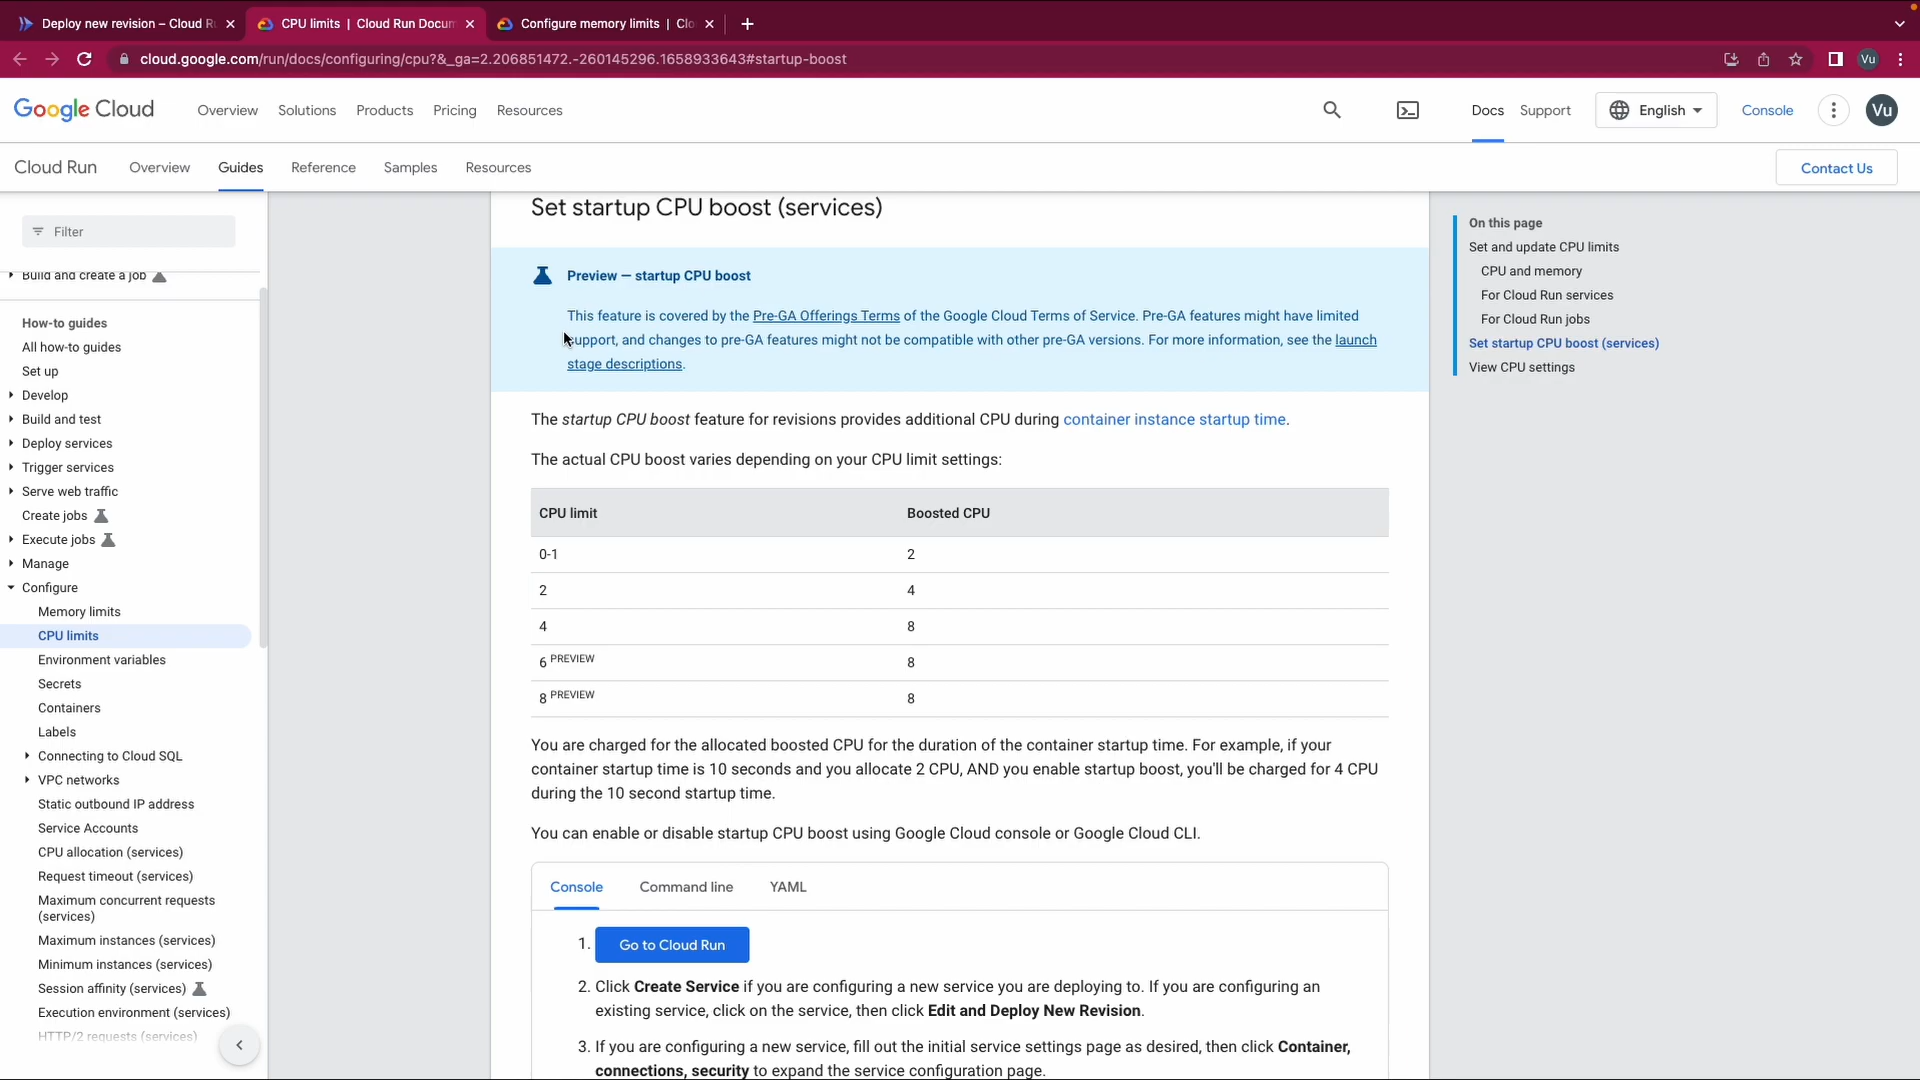 Deploy new revision – Cloud R
CPU limits | Cloud Run Docum
Configure memory limits | Clo
cloud.google.com/run/docs/configuring/cpu?&_ga=2.206851472.-260145296.1658933643#startup-boost
Vu
Google Cloud
Overview
Solutions
Products
Pricing
Resources
Docs
Support
English
Console
Vu
Cloud Run
Overview
Guides
Reference
Samples
Resources
Contact Us
Filter
Build and create a job
How-to guides
All how-to guides
Set up
Develop
Build and test
Deploy services
Trigger services
Serve web traffic
Create jobs
Execute jobs
Manage
Configure
Memory limits
CPU limits
Environment variables
Secrets
Containers
Labels
Connecting to Cloud SQL
VPC networks
Static outbound IP address
Service Accounts
CPU allocation (services)
Request timeout (services)
Maximum concurrent requests
(services)
Maximum instances (services)
Minimum instances (services)
Session affinity (services)
Execution environment (services)
HTTP/2 requests (services)
Set startup CPU boost (services)
Preview — startup CPU boost
This feature is covered by the Pre-GA Offerings Terms of the Google Cloud Terms of Service. Pre-GA features might have limited
support, and changes to pre-GA features might not be compatible with other pre-GA versions. For more information, see the launch
stage descriptions.
The startup CPU boost feature for revisions provides additional CPU during container instance startup time.
The actual CPU boost varies depending on your CPU limit settings:
CPU limit Boosted CPU
0-1 2
2 4
4 8
6 PREVIEW 8
8 PREVIEW 8
You are charged for the allocated boosted CPU for the duration of the container startup time. For example, if your
container startup time is 10 seconds and you allocate 2 CPU, AND you enable startup boost, you'll be charged for 4 CPU
during the 10 second startup time.
You can enable or disable startup CPU boost using Google Cloud console or Google Cloud CLI.
Console
Command line
YAML
1. Go to Cloud Run
2. Click Create Service if you are configuring a new service you are deploying to. If you are configuring an
existing service, click on the service, then click Edit and Deploy New Revision.
3. If you are configuring a new service, fill out the initial service settings page as desired, then click Container,
connections, security to expand the service configuration page.
On this page
Set and update CPU limits
CPU and memory
For Cloud Run services
For Cloud Run jobs
Set startup CPU boost (services)
View CPU settings